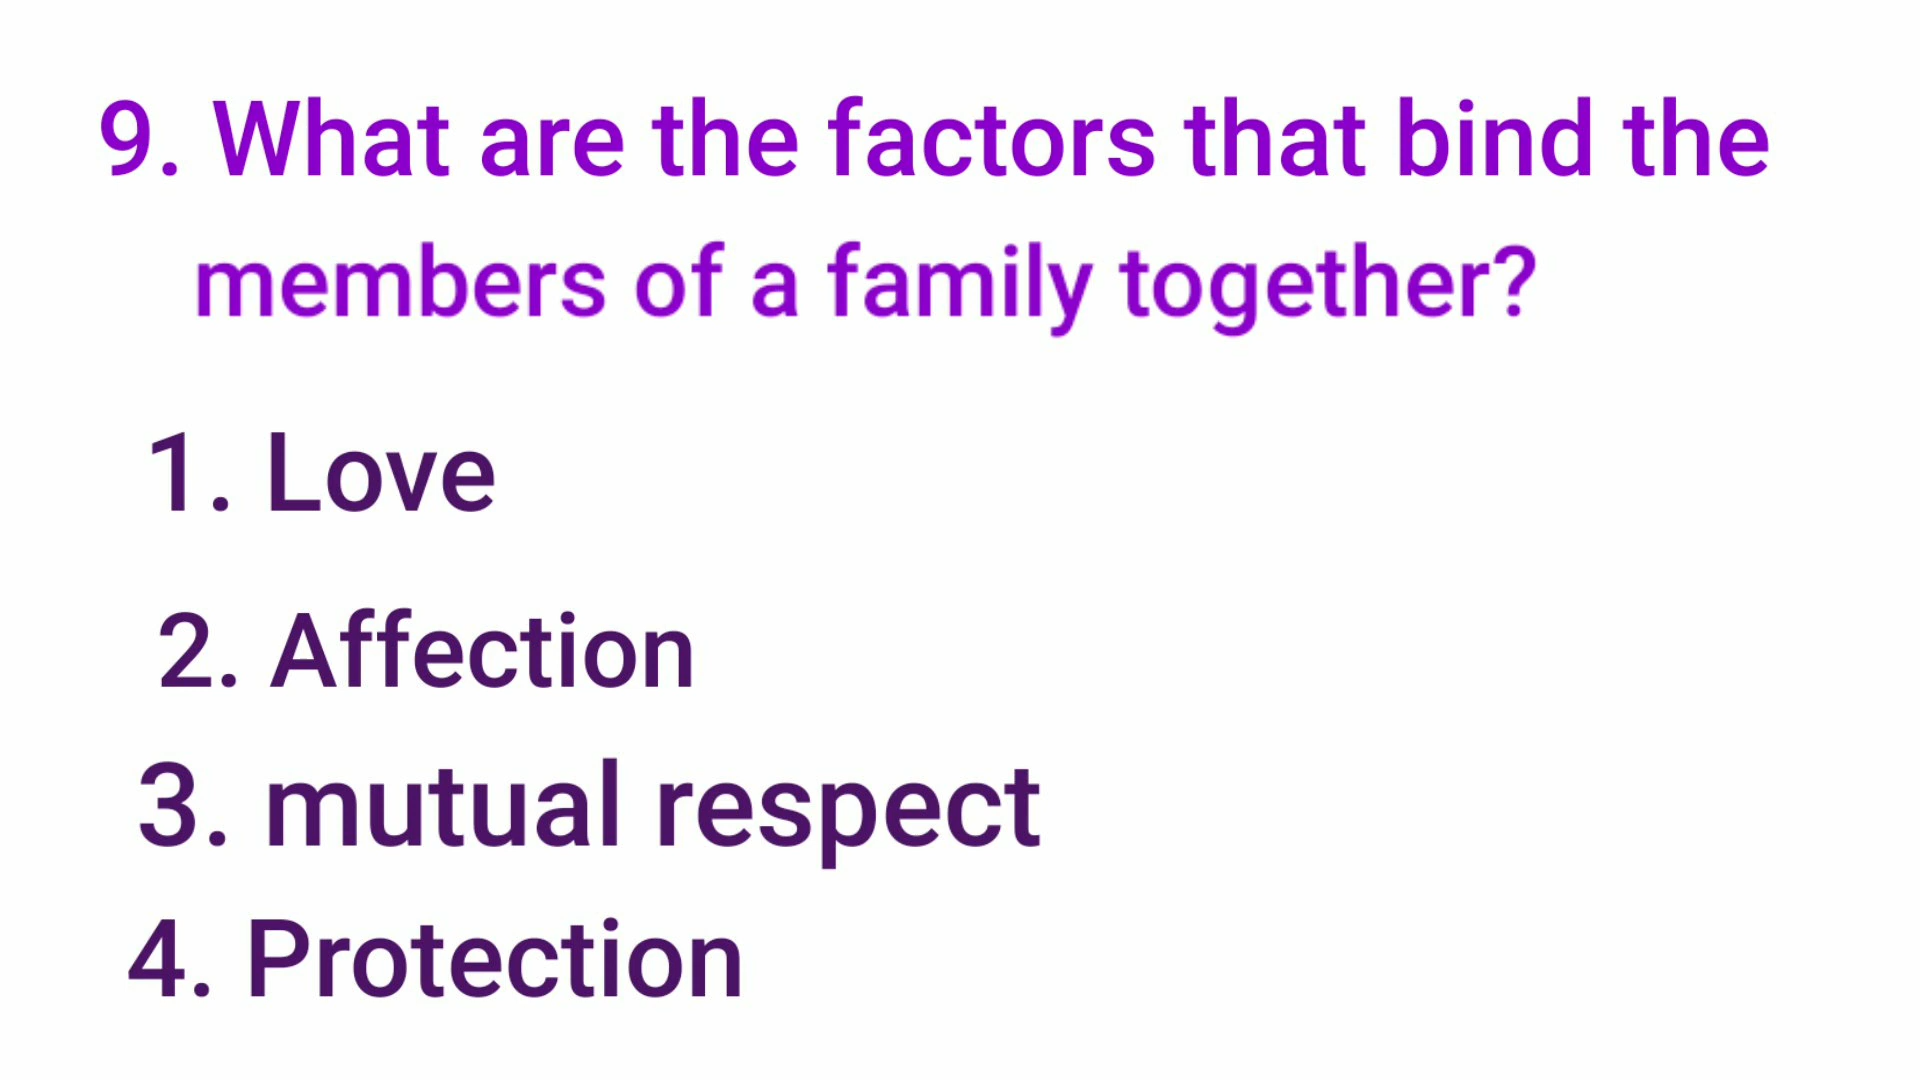 9. What are the factors that bind the
members of a family together?
1. Love
2. Affection
3. mutual respect
4. Protection